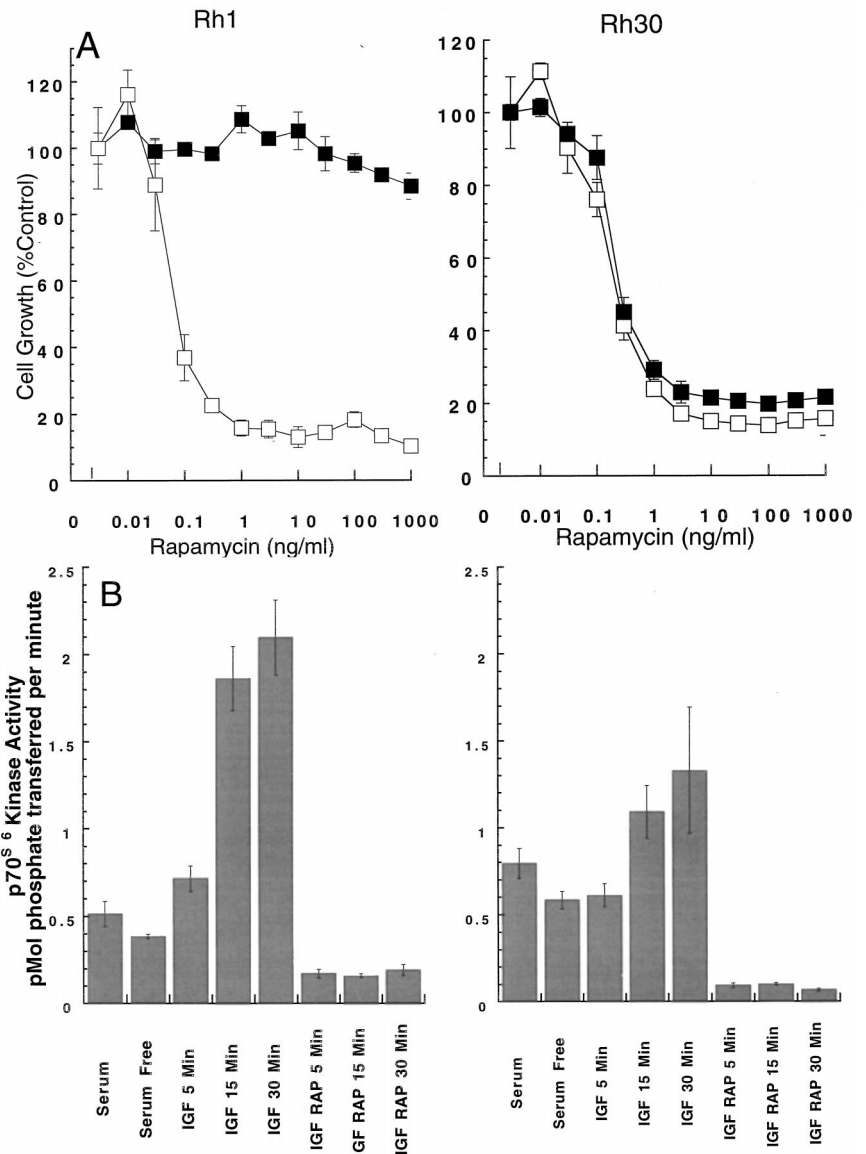 Rh1
Rh30
A
Cell Growth (%Control)
120
100
80
60
40
20
0
0 0.01 0.1 1 10 100 1000
Rapamycin (ng/ml)
120
100
80
60
40
20
0
0 0.01 0.1 1 10 100 1000
Rapamycin (ng/ml)
B
p70S 6 Kinase Activity
pMol phosphate transferred per minute
2.5
2
1.5
1
0.5
0
Serum
Serum Free
IGF 5 Min
IGF 15 Min
IGF 30 Min
IGF RAP 5 Min
GF RAP 15 Min
IGF RAP 30 Min
2.5
2
1.5
1
0.5
0
Serum
Serum Free
IGF 5 Min
IGF 15 Min
IGF 30 Min
IGF RAP 5 Min
IGF RAP 15 Min
IGF RAP 30 Min